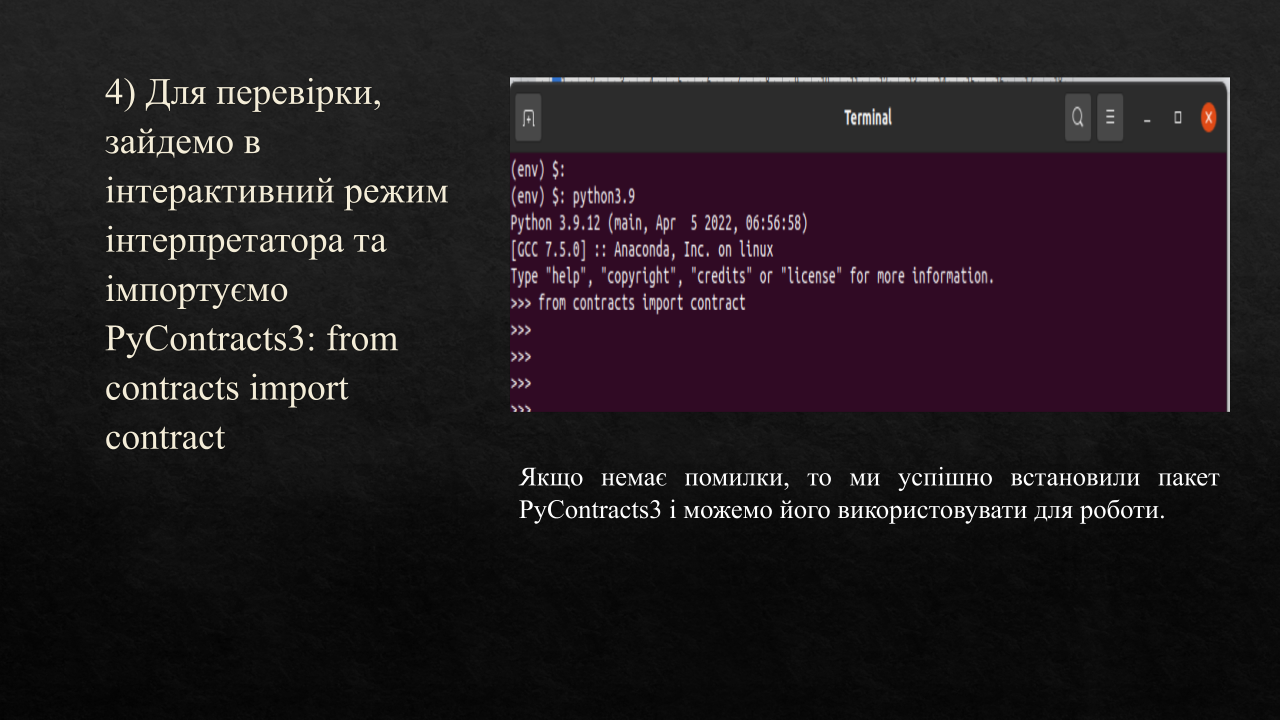 4) Для перевірки,
зайдемо в
інтерактивний режим
інтерпретатора та
імпортуємо
PyContracts3: from
contracts import
contract
Terminal
(env) $:
(env) $: python3.9
Python 3.9.12 (main, Apr  5 2022, 06:56:58)
[GCC 7.5.0] :: Anaconda, Inc. on linux
Type "help", "copyright", "credits" or "license" for more information.
>>> from contracts import contract
>>>
>>>
>>>
>>>
Якщо немає помилки, то ми успішно встановили пакет
PyContracts3 і можемо його використовувати для роботи.